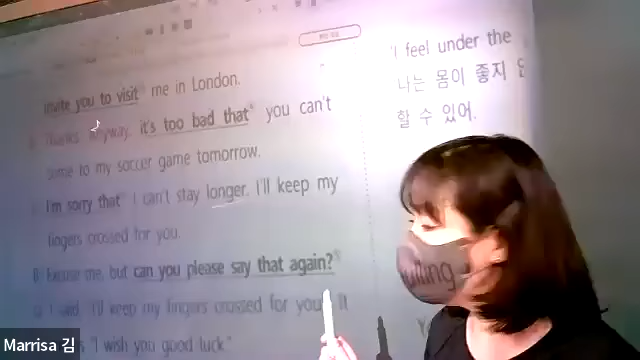 invite you to visit me in London.
Thanks anyway. it's too bad that you can't
come to my soccer game tomorrow.
I'm sorry that I can't stay longer. I'll keep my
fingers crossed for you.
B Excuse me, but can you please say that again?
G I said "I'll keep my fingers crossed for you." It
"I wish you good luck."
"I feel under the
나는 몸이 좋지
할 수 있어.
Marrisa 김